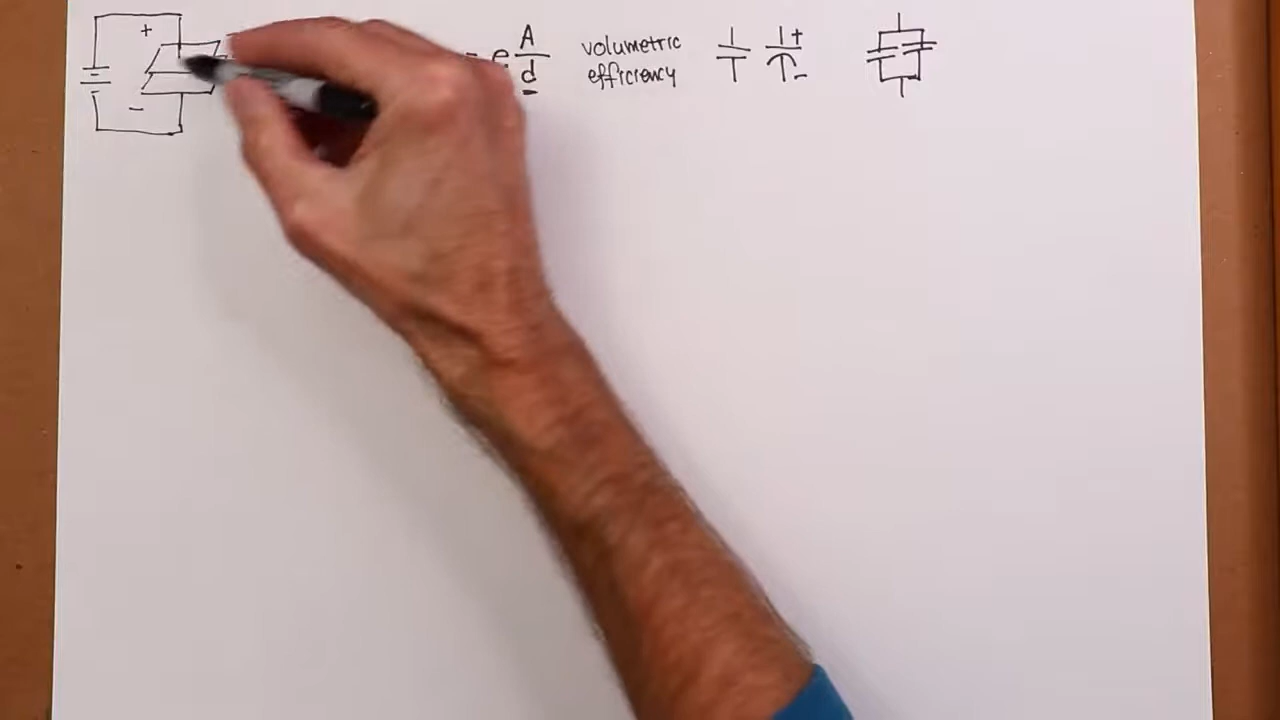 +
−
= e A
d
volumetric
efficiency
+
−